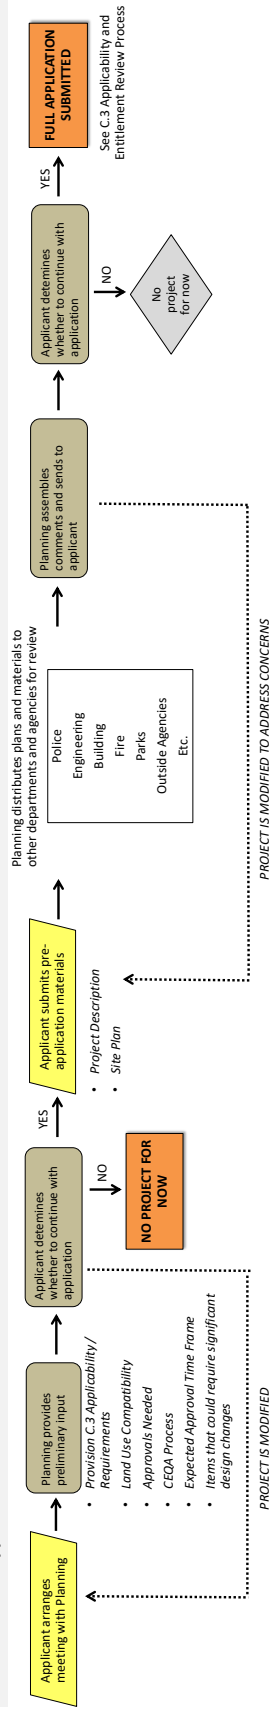 Applicant arranges
meeting with Planning
Planning provides
preliminary input
• Provision C.3 Applicability/
Requirements
• Land Use Compatibility
• Approvals Needed
• CEQA Process
• Expected Approval Time Frame
• Items that could require significant
design changes
Applicant detemines
whether to continue with
application
NO
NO PROJECT FOR
NOW
PROJECT IS MODIFIED
YES
Applicant submits pre-
application materials
• Project Description
• Site Plan
Planning distributes plans and materials to
other departments and agencies for review
Police
Engineering
Building
Fire
Parks
Outside Agencies
Etc.
Planning assembles
comments and sends to
applicant
PROJECT IS MODIFIED TO ADDRESS CONCERNS
Applicant detemines
whether to continue with
application
NO
No
project
for now
YES
FULL APPLICATION
SUBMITTED
See C.3 Applicability and
Entitlement Review Process